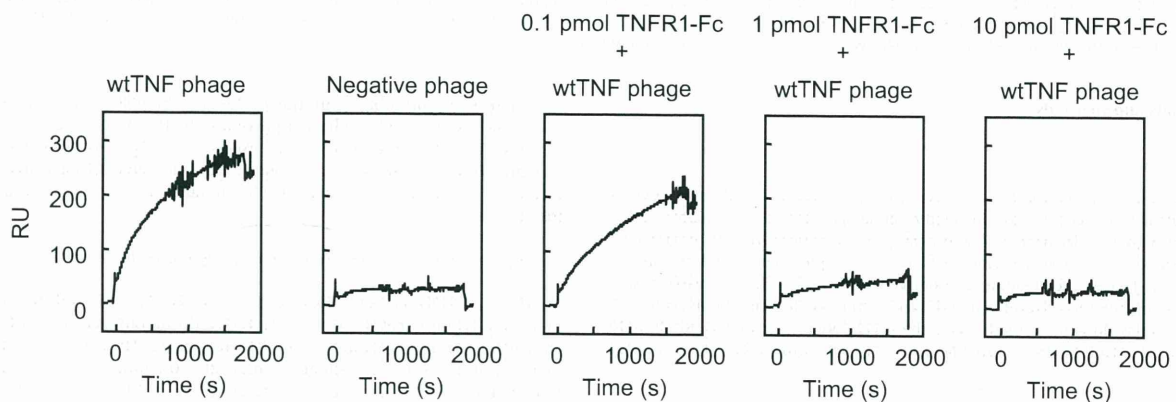 0.1 pmol TNFR1-Fc
+
wtTNF phage
1 pmol TNFR1-Fc
+
wtTNF phage
10 pmol TNFR1-Fc
+
wtTNF phage
wtTNF phage
Negative phage
300
200
100
0
RU
0 1000 2000
Time (s)
0 1000 2000
Time (s)
0 1000 2000
Time (s)
0 1000 2000
Time (s)
0 1000 2000
Time (s)